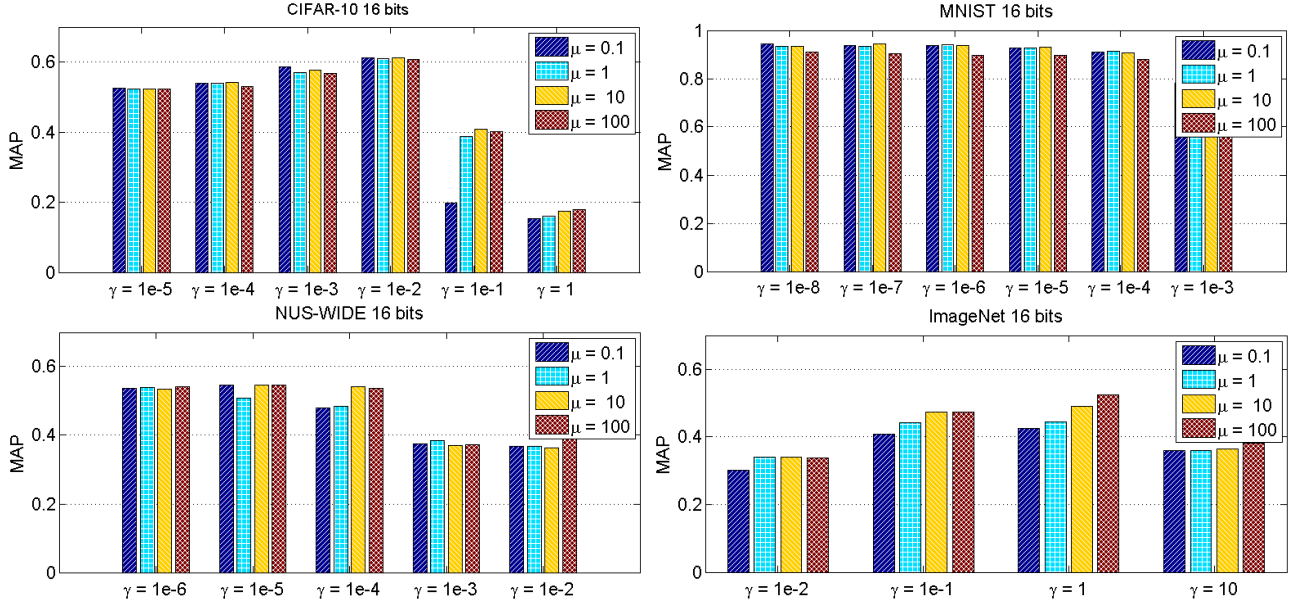 CIFAR-10 16 bits
MAP
0.6
0.4
0.2
0
μ = 0.1
μ = 1
μ = 10
μ = 100
γ = 1e-5 γ = 1e-4 γ = 1e-3 γ = 1e-2 γ = 1e-1 γ = 1
MNIST 16 bits
MAP
1
0.8
0.6
0.4
0.2
0
μ = 0.1
μ = 1
μ = 10
μ = 100
γ = 1e-8 γ = 1e-7 γ = 1e-6 γ = 1e-5 γ = 1e-4 γ = 1e-3
NUS-WIDE 16 bits
MAP
0.6
0.4
0.2
0
μ = 0.1
μ = 1
μ = 10
μ = 100
γ = 1e-6 γ = 1e-5 γ = 1e-4 γ = 1e-3 γ = 1e-2
ImageNet 16 bits
MAP
0.6
0.4
0.2
0
μ = 0.1
μ = 1
μ = 10
μ = 100
γ = 1e-2 γ = 1e-1 γ = 1 γ = 10